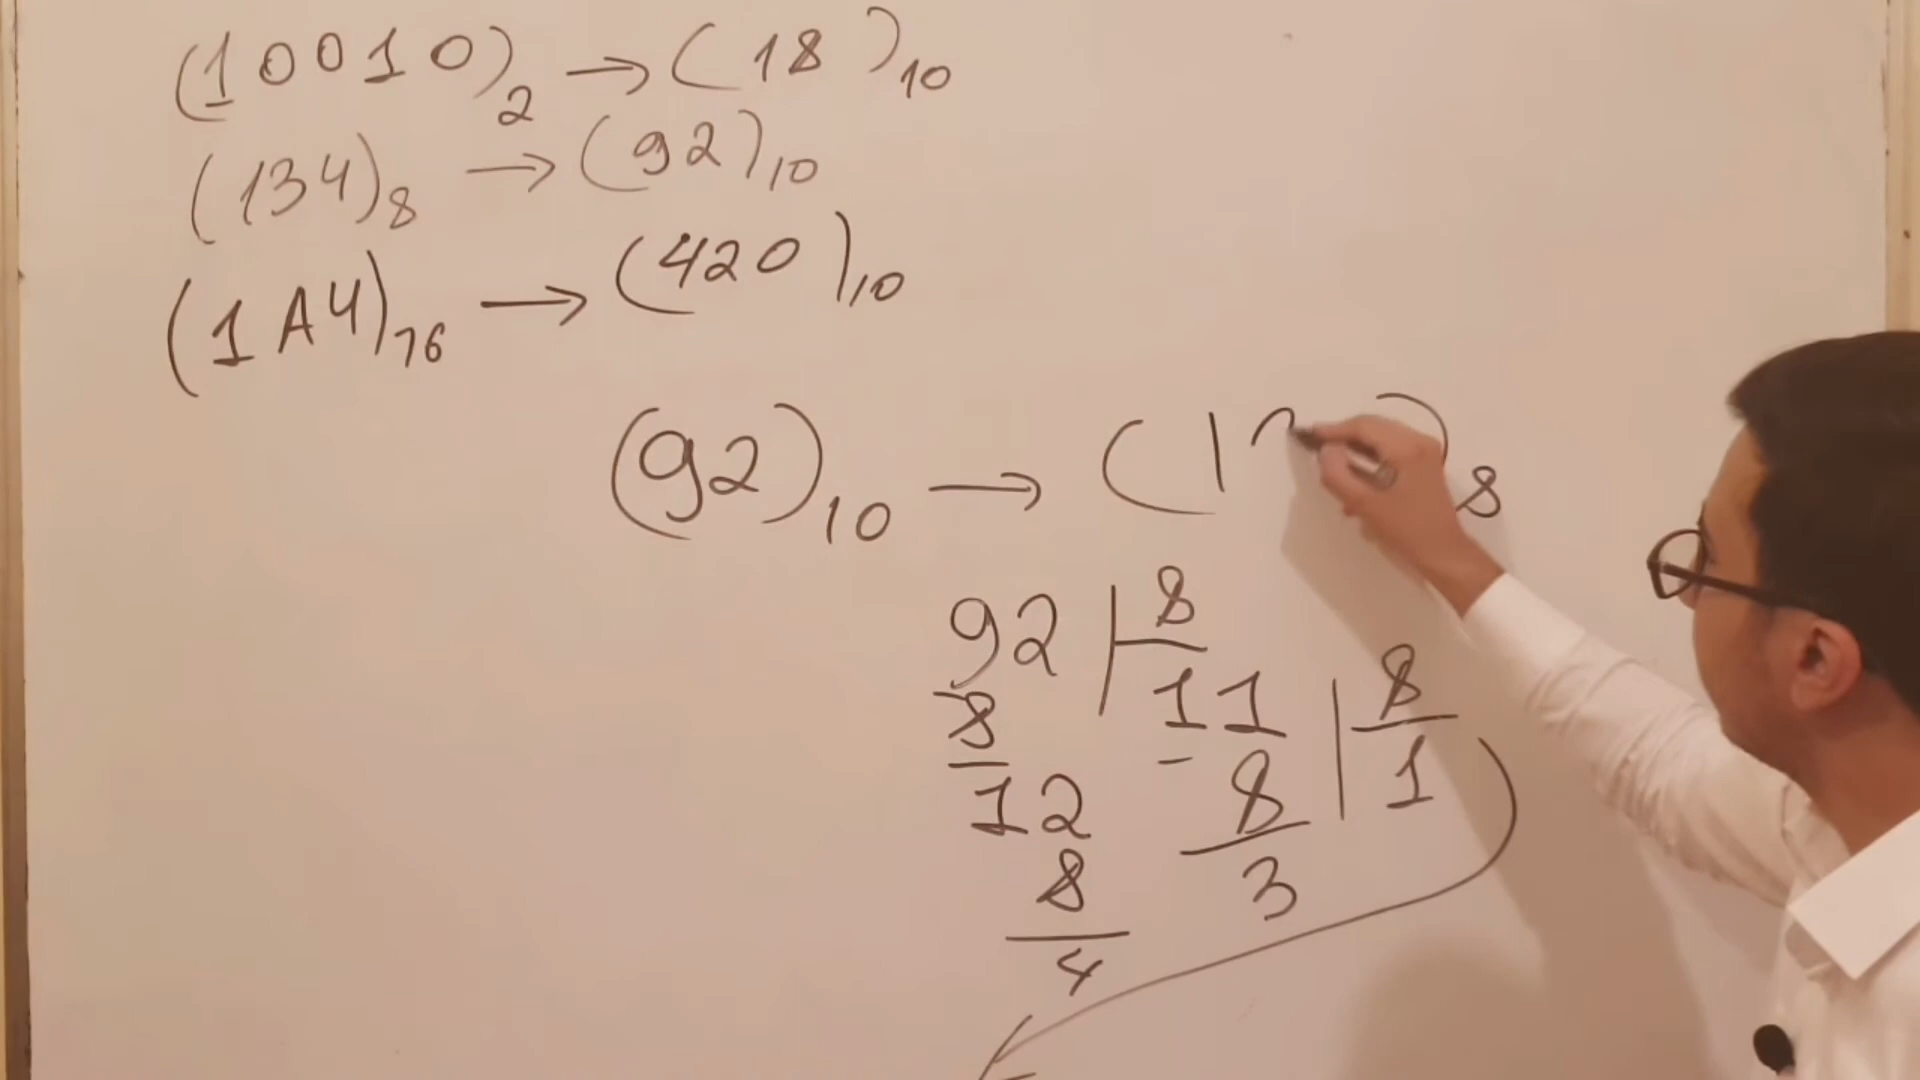 (10010)₂ → (18)₁₀
(134)₈ → (92)₁₀
(1A4)₁₆ → (420)₁₀
(92)₁₀ → (1 )₈
92 | 8
8 11 | 8
12 8 1
8 3
4